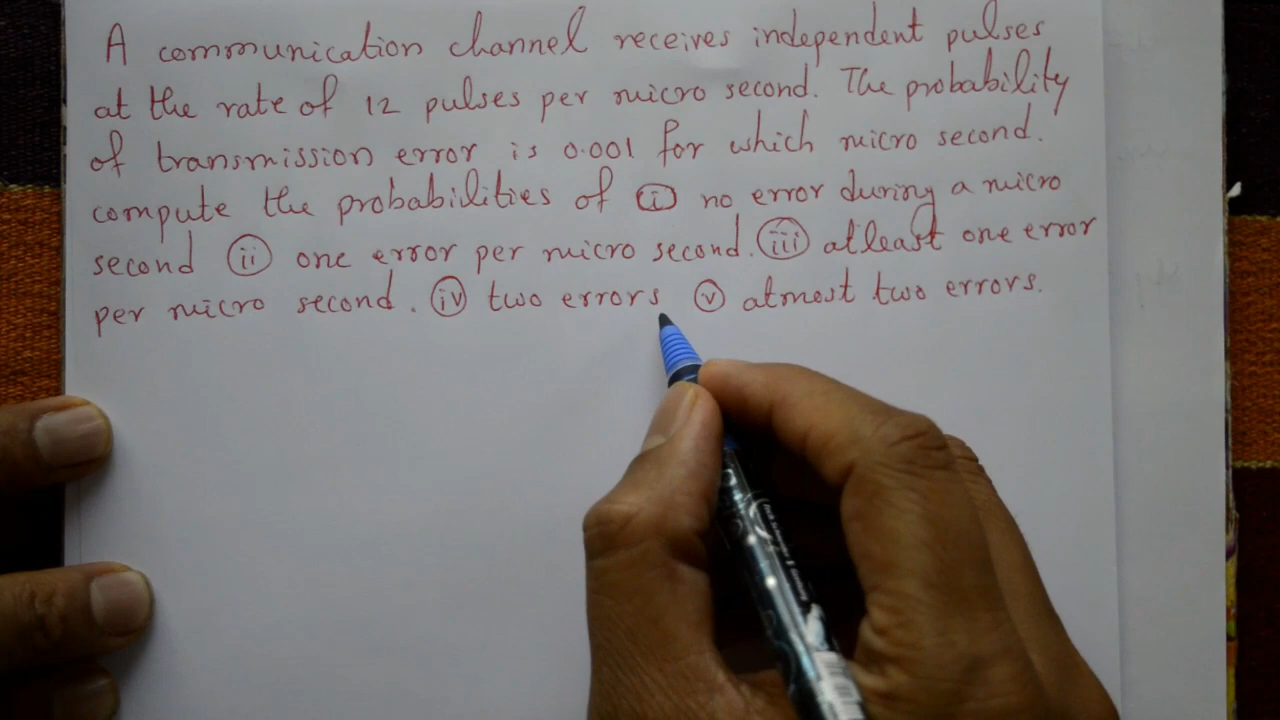 A communication channel receives independent pulses
at the rate of 12 pulses per micro second. The probability
of transmission error is 0.001 for which micro second.
compute the probabilities of (i) no error during a micro
second (ii) one error per micro second. (iii) atleast one error
per micro second. (iv) two errors (v) atmost two errors.